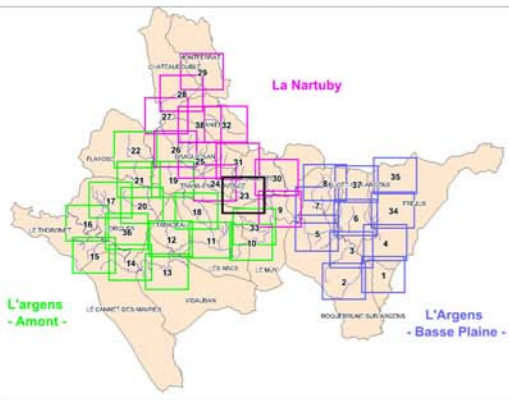 MONTFERRAT
CHATEAUDOUBLE
29
La Nartuby
28
27
38
32
22
26
DRAGUIGNAN
31
FLAYOSC
25
30
8
37
35
21
19
24
23
17
20
18
9
7
6
34
FREJUS
LE THORONET
16
LORGUES
36
TARADEAU
33
5
12
11
10
4
15
14
13
LES ARCS
LE MUY
3
2
1
L'argens
- Amont -
LE CANNET-DES-MAURES
VIDAUBAN
ROQUEBRUNE-SUR-ARGENS
L'Argens
- Basse Plaine -